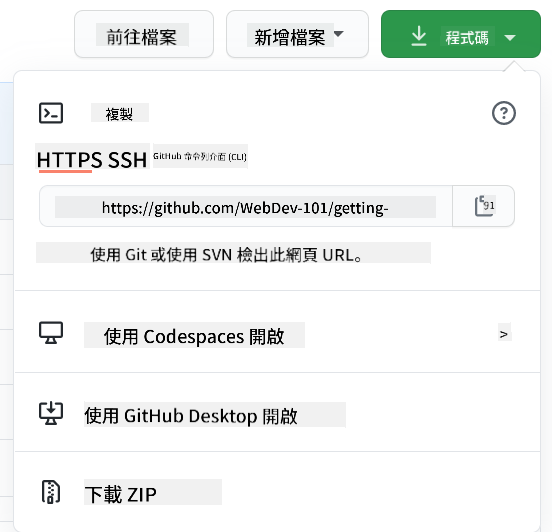 前往檔案 新增檔案 程式碼
複製
HTTPS SSH GitHub 命令列介面 (CLI)
https://github.com/WebDev-101/getting-
91
使用 Git 或使用 SVN 檢出此網頁 URL。
使用 Codespaces 開啟 >
使用 GitHub Desktop 開啟
下載 ZIP